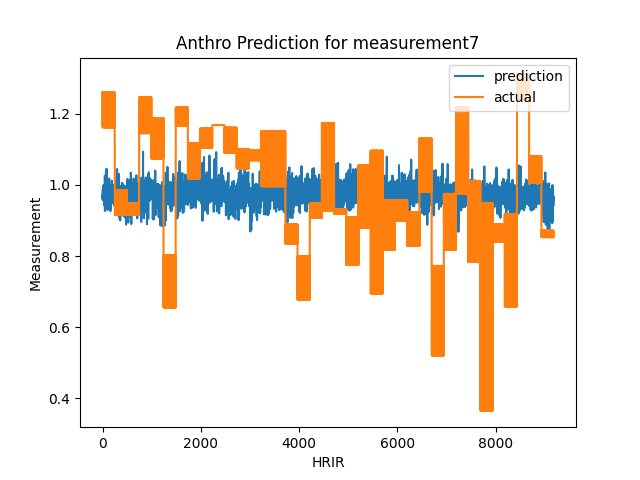 Anthro Prediction for measurement7
prediction
actual
1.2
1.0
0.8
0.6
0.4
Measurement
0 2000 4000 6000 8000
HRIR